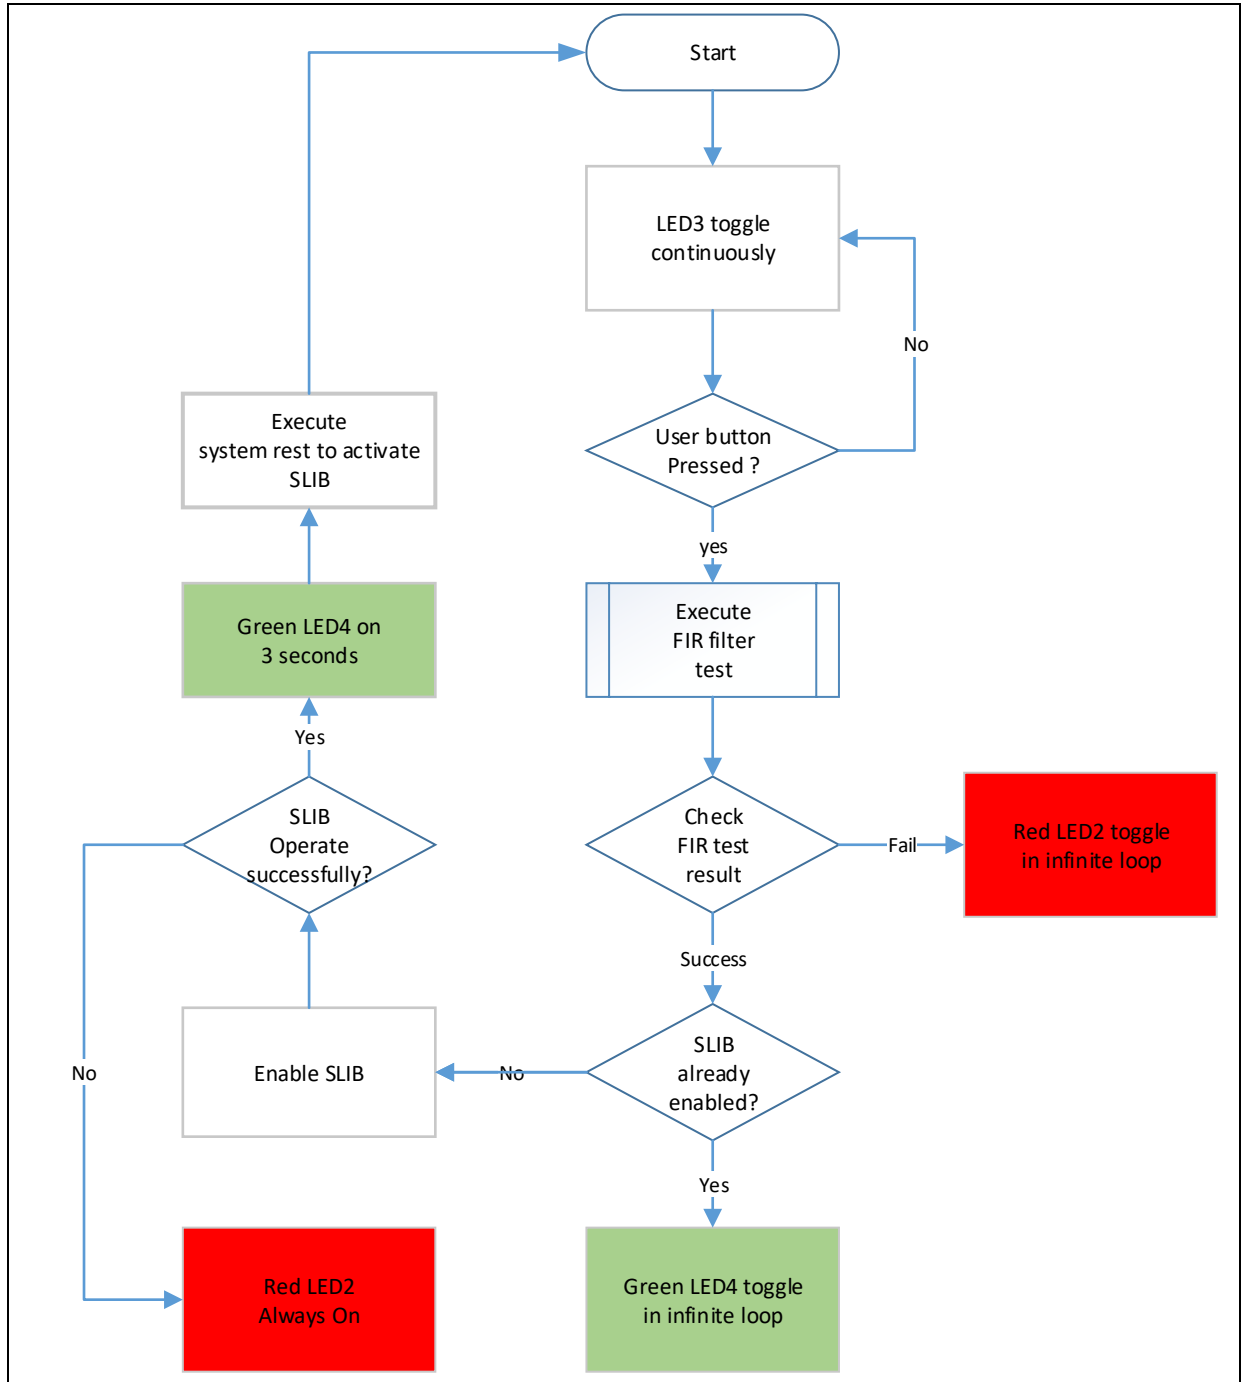 Start
LED3 toggle
continuously
No
User button
Pressed ?
yes
Execute
system rest to activate
SLIB
Execute
FIR filter
test
Green LED4 on
3 seconds
Yes
Check
FIR test
result
Fail
Red LED2 toggle
in infinite loop
SLIB
Operate
successfully?
Success
SLIB
already
enabled?
No
Enable SLIB
No
Yes
Green LED4 toggle
in infinite loop
Red LED2
Always On